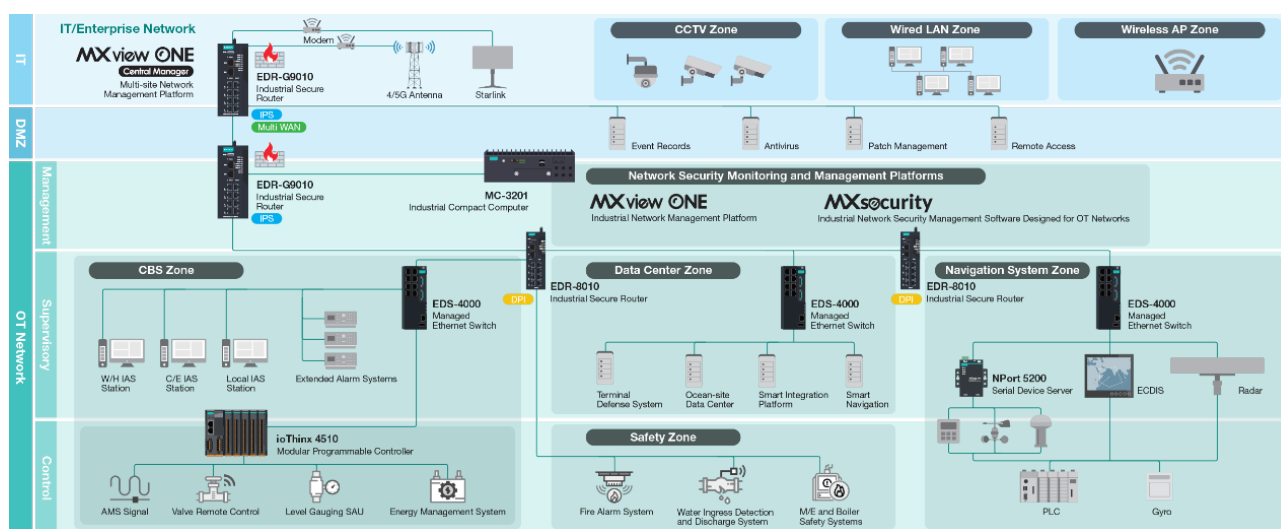 IT
IT/Enterprise Network
MXview ONE
Central Manager
Multi-site Network
Management Platform
EDR-G9010
Industrial Secure
Router
IPS
Multi WAN
Modem
4/5G Antenna
Starlink
CCTV Zone
Wired LAN Zone
Wireless AP Zone
DMZ
Event Records
Antivirus
Patch Management
Remote Access
OT Network
Management
EDR-G9010
Industrial Secure
Router
IPS
MC-3201
Industrial Compact Computer
Network Security Monitoring and Management Platforms
MXview ONE
Industrial Network Management Platform
MXsecurity
Industrial Network Security Management Software Designed for OT Networks
Supervisory
CBS Zone
EDS-4000
Managed
Ethernet Switch
W/H IAS
Station
C/E IAS
Station
Local IAS
Station
Extended Alarm Systems
DPI
EDR-8010
Industrial Secure Router
Data Center Zone
EDS-4000
Managed
Ethernet Switch
Terminal
Defense System
Ocean-site
Data Center
Smart Integration
Platform
Smart
Navigation
DPI
EDR-8010
Industrial Secure Router
Navigation System Zone
EDS-4000
Managed
Ethernet Switch
NPort 5200
Serial Device Server
ECDIS
Radar
Control
ioThinx 4510
Modular Programmable Controller
AMS Signal
Valve Remote Control
Level Gauging SAU
Energy Management System
Safety Zone
Fire Alarm System
Water Ingress Detection
and Discharge System
M/E and Boiler
Safety Systems
PLC
Gyro